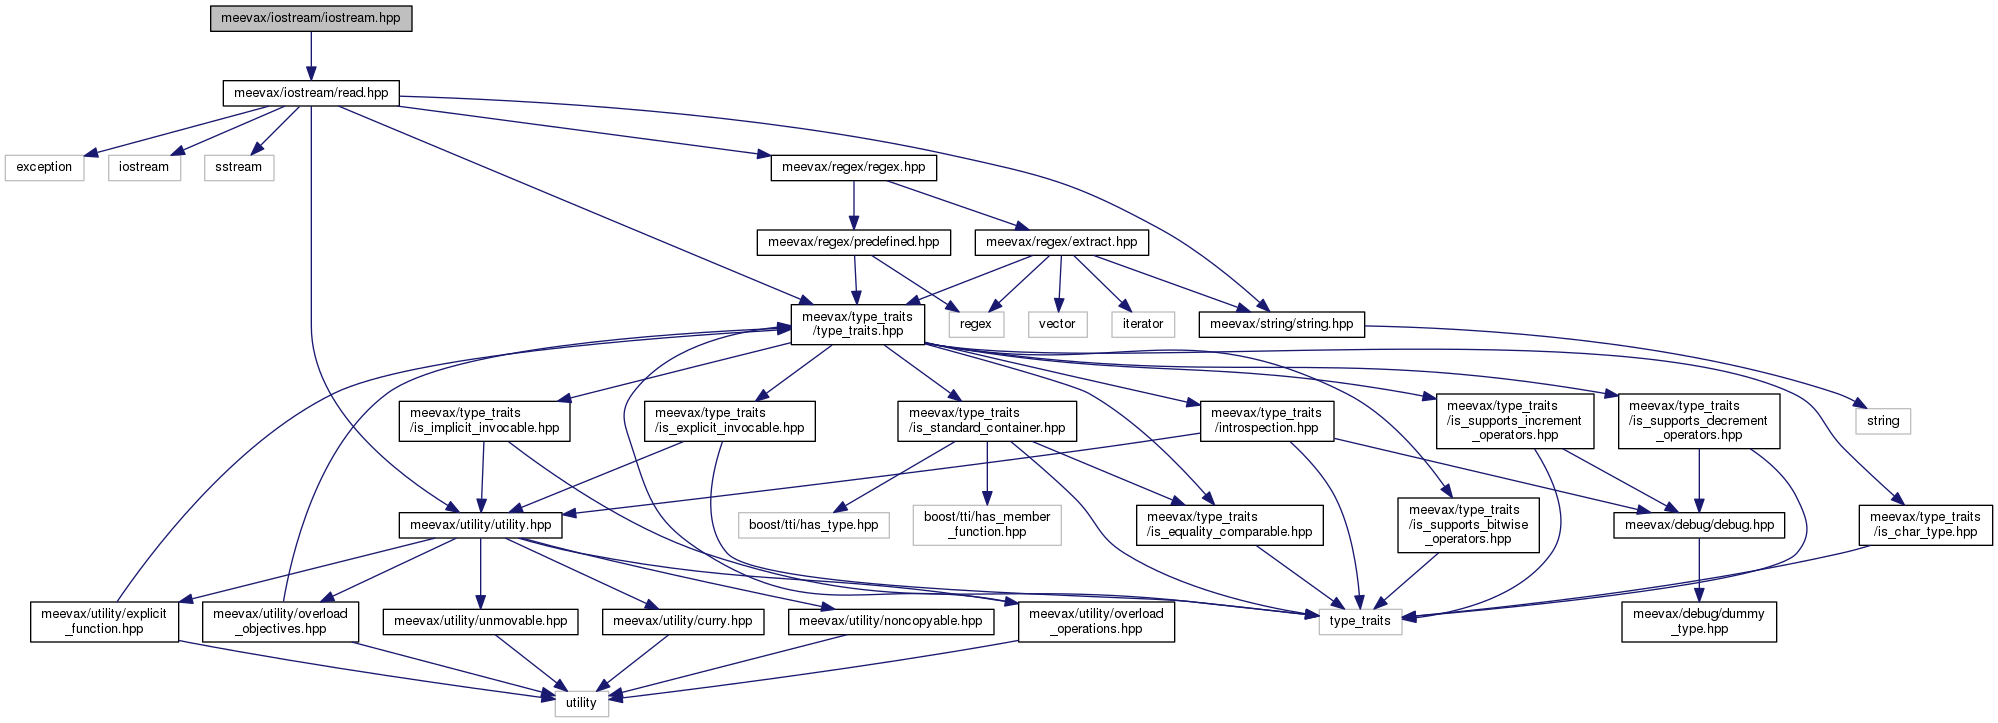 meevax/iostream/iostream.hpp
meevax/iostream/read.hpp
exception
iostream
sstream
meevax/regex/regex.hpp
meevax/regex/predefined.hpp
meevax/regex/extract.hpp
meevax/type_traits
/type_traits.hpp
regex
vector
iterator
meevax/string/string.hpp
meevax/type_traits
/is_implicit_invocable.hpp
meevax/type_traits
/is_explicit_invocable.hpp
meevax/type_traits
/is_standard_container.hpp
meevax/type_traits
/introspection.hpp
meevax/type_traits
/is_supports_increment
_operators.hpp
meevax/type_traits
/is_supports_decrement
_operators.hpp
string
meevax/utility/utility.hpp
boost/tti/has_type.hpp
boost/tti/has_member
_function.hpp
meevax/type_traits
/is_equality_comparable.hpp
meevax/type_traits
/is_supports_bitwise
_operators.hpp
meevax/debug/debug.hpp
meevax/type_traits
/is_char_type.hpp
meevax/utility/explicit
_function.hpp
meevax/utility/overload
_objectives.hpp
meevax/utility/unmovable.hpp
meevax/utility/curry.hpp
meevax/utility/noncopyable.hpp
meevax/utility/overload
_operations.hpp
type_traits
meevax/debug/dummy
_type.hpp
utility